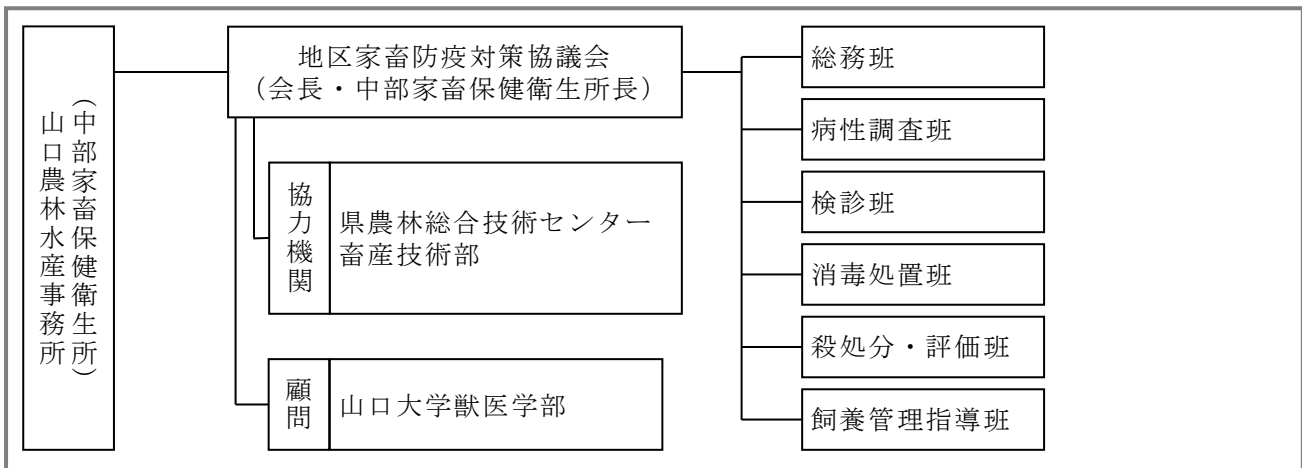 山口農林水産事務所
(中部家畜保健衛生所)
地区家畜防疫対策協議会
(会長・中部家畜保健衛生所長)
協力機関
県農林総合技術センター
畜産技術部
顧問
山口大学獣医学部
総務班
病性調査班
検診班
消毒処置班
殺処分・評価班
飼養管理指導班